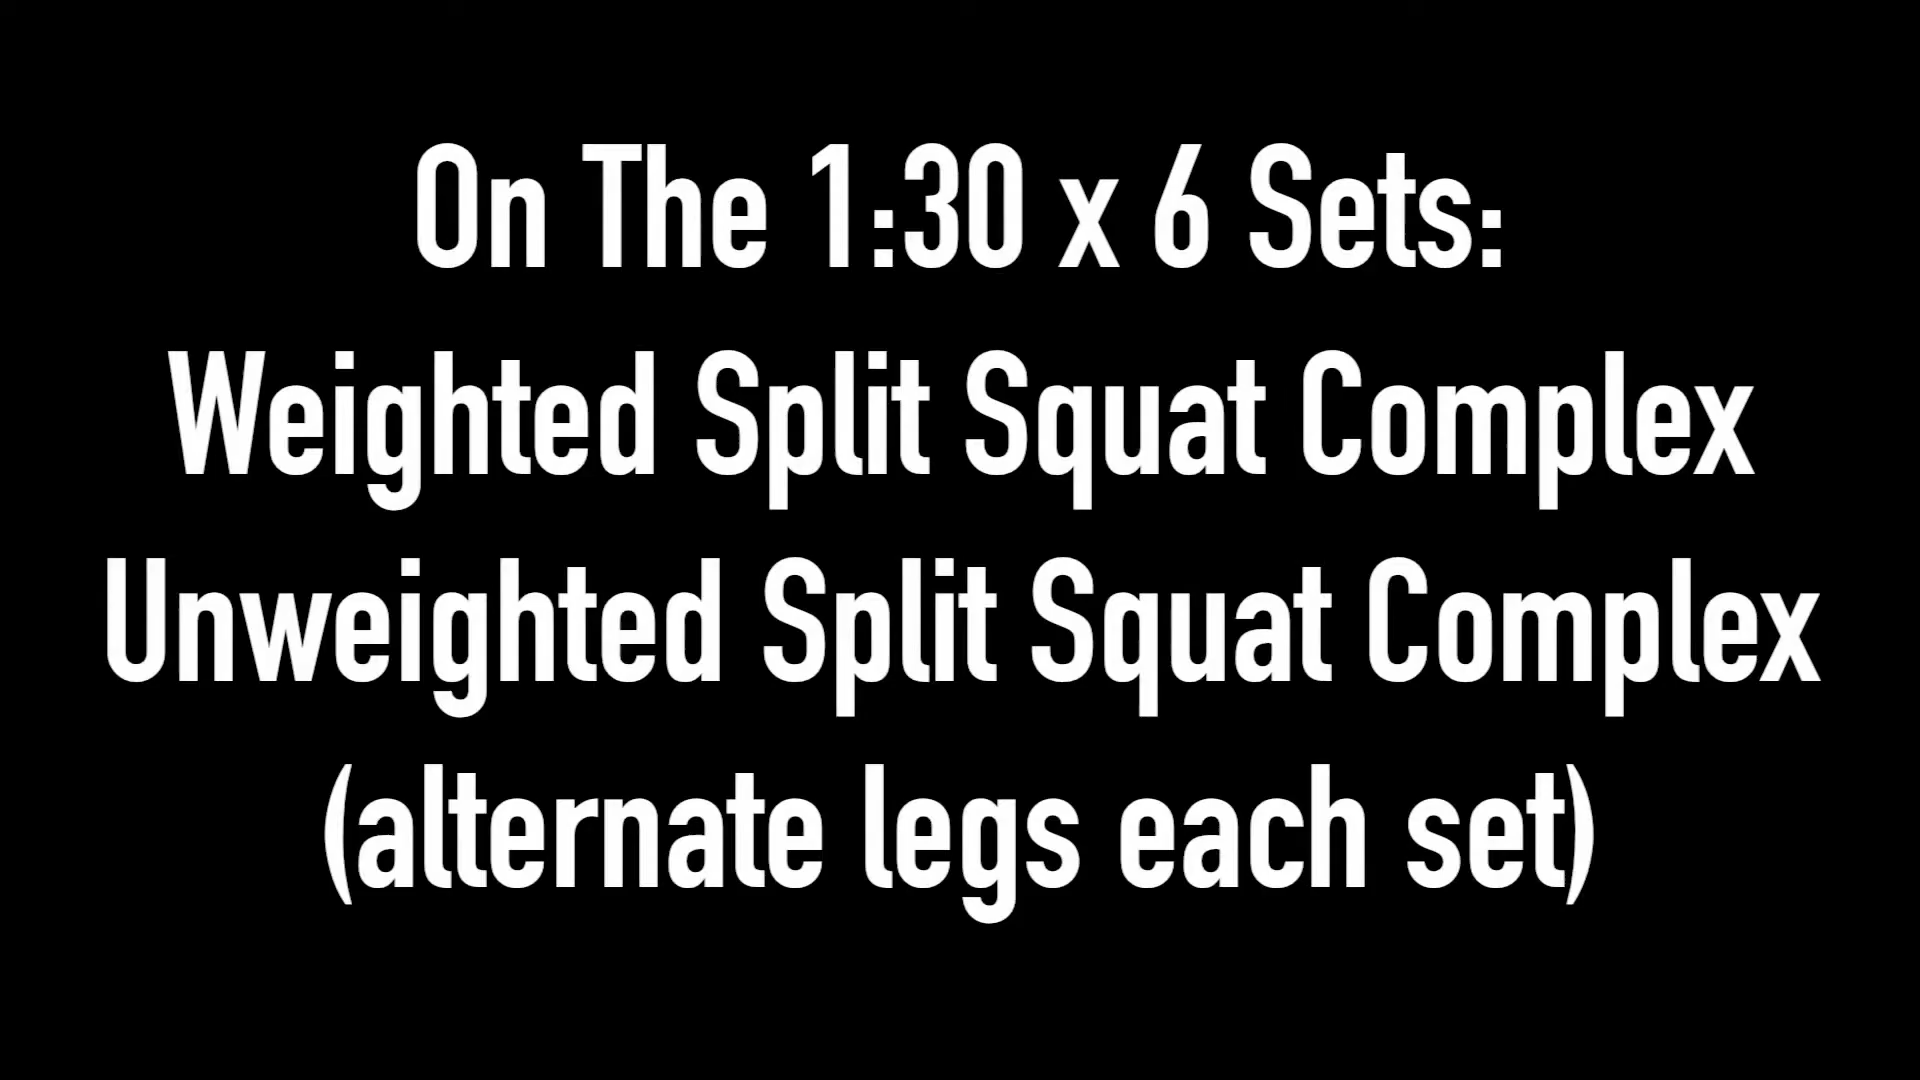 On The 1:30 x 6 Sets:
Weighted Split Squat Complex
Unweighted Split Squat Complex
(alternate legs each set)